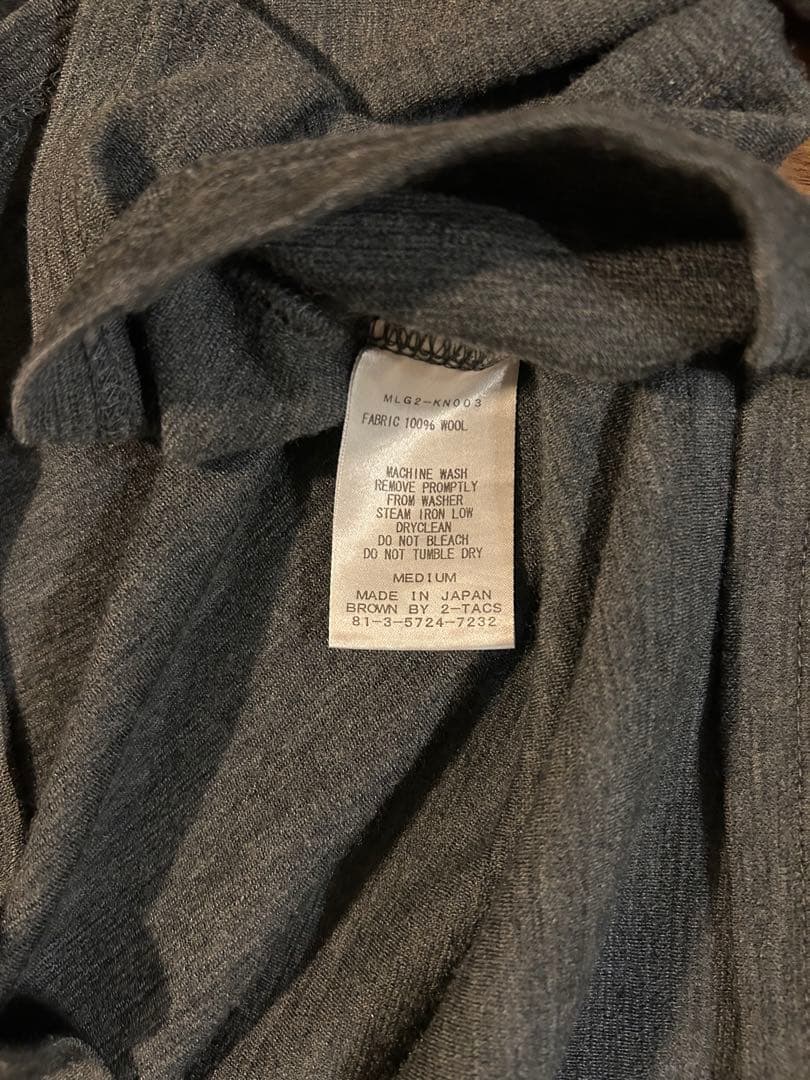 MLG2-KN003
FABRIC 100% WOOL
MACHINE WASH
REMOVE PROMPTLY
FROM WASHER
STEAM IRON LOW
DRYCLEAN
DO NOT BLEACH
DO NOT TUMBLE DRY
MEDIUM
MADE IN JAPAN
BROWN BY 2-TACS
81-3-5724-7232